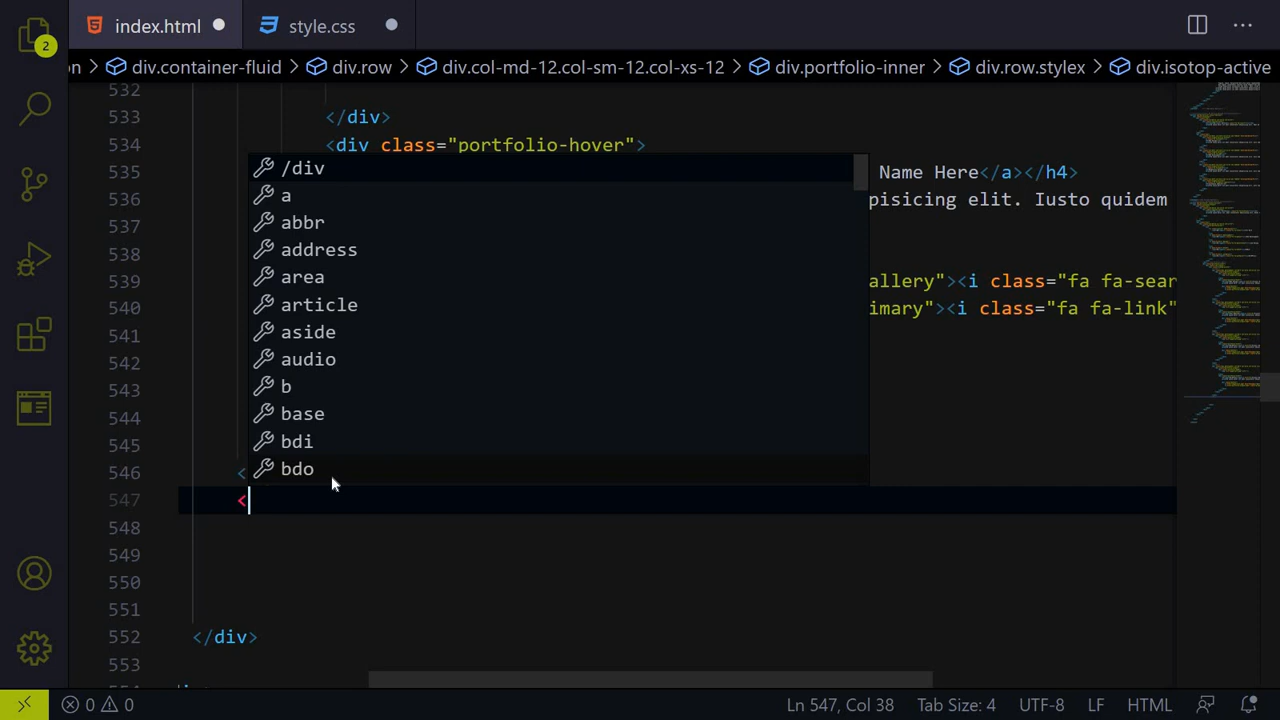 index.html
style.css
2
on
div.container-fluid
div.row
div.col-md-12.col-sm-12.col-xs-12
div.portfolio-inner
div.row.stylex
div.isotop-active
532
533 </div>
534 <div class="portfolio-hover">
535 Name Here</a></h4>
536 pisicing elit. Iusto quidem
537
538
539 allery"><i class="fa fa-sear
540 imary"><i class="fa fa-link"
541
542
543
544
545
546 <
547 <
548
549
550
551
552 </div>
553
/div
a
abbr
address
area
article
aside
audio
b
base
bdi
bdo
0 0
Ln 547, Col 38
Tab Size: 4
UTF-8
LF
HTML